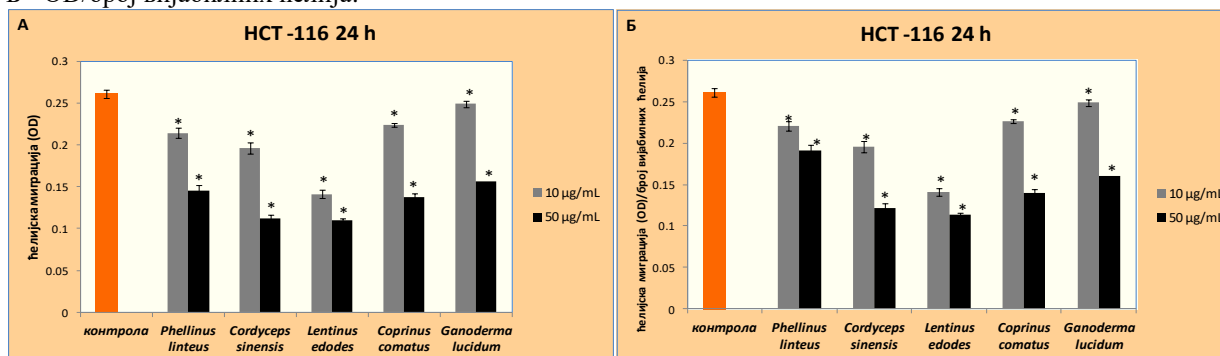 Б - OD/број вијабилних ћелија.
А
HCT -116 24 h
ћелијска миграција (OD)
0.3
0.25
0.2
0.15
0.1
0.05
0
* * * * * * * * * *
10 µg/mL
50 µg/mL
контрола Phellinus linteus Cordyceps sinensis Lentinus edodes Coprinus comatus Ganoderma lucidum
Б
HCT -116 24 h
ћелијска миграција (OD)/број вијабилних ћелија
0.3
0.25
0.2
0.15
0.1
0.05
0
* * * * * * * * * *
10 µg/mL
50 µg/mL
контрола Phellinus linteus Cordyceps sinensis Lentinus edodes Coprinus comatus Ganoderma lucidum